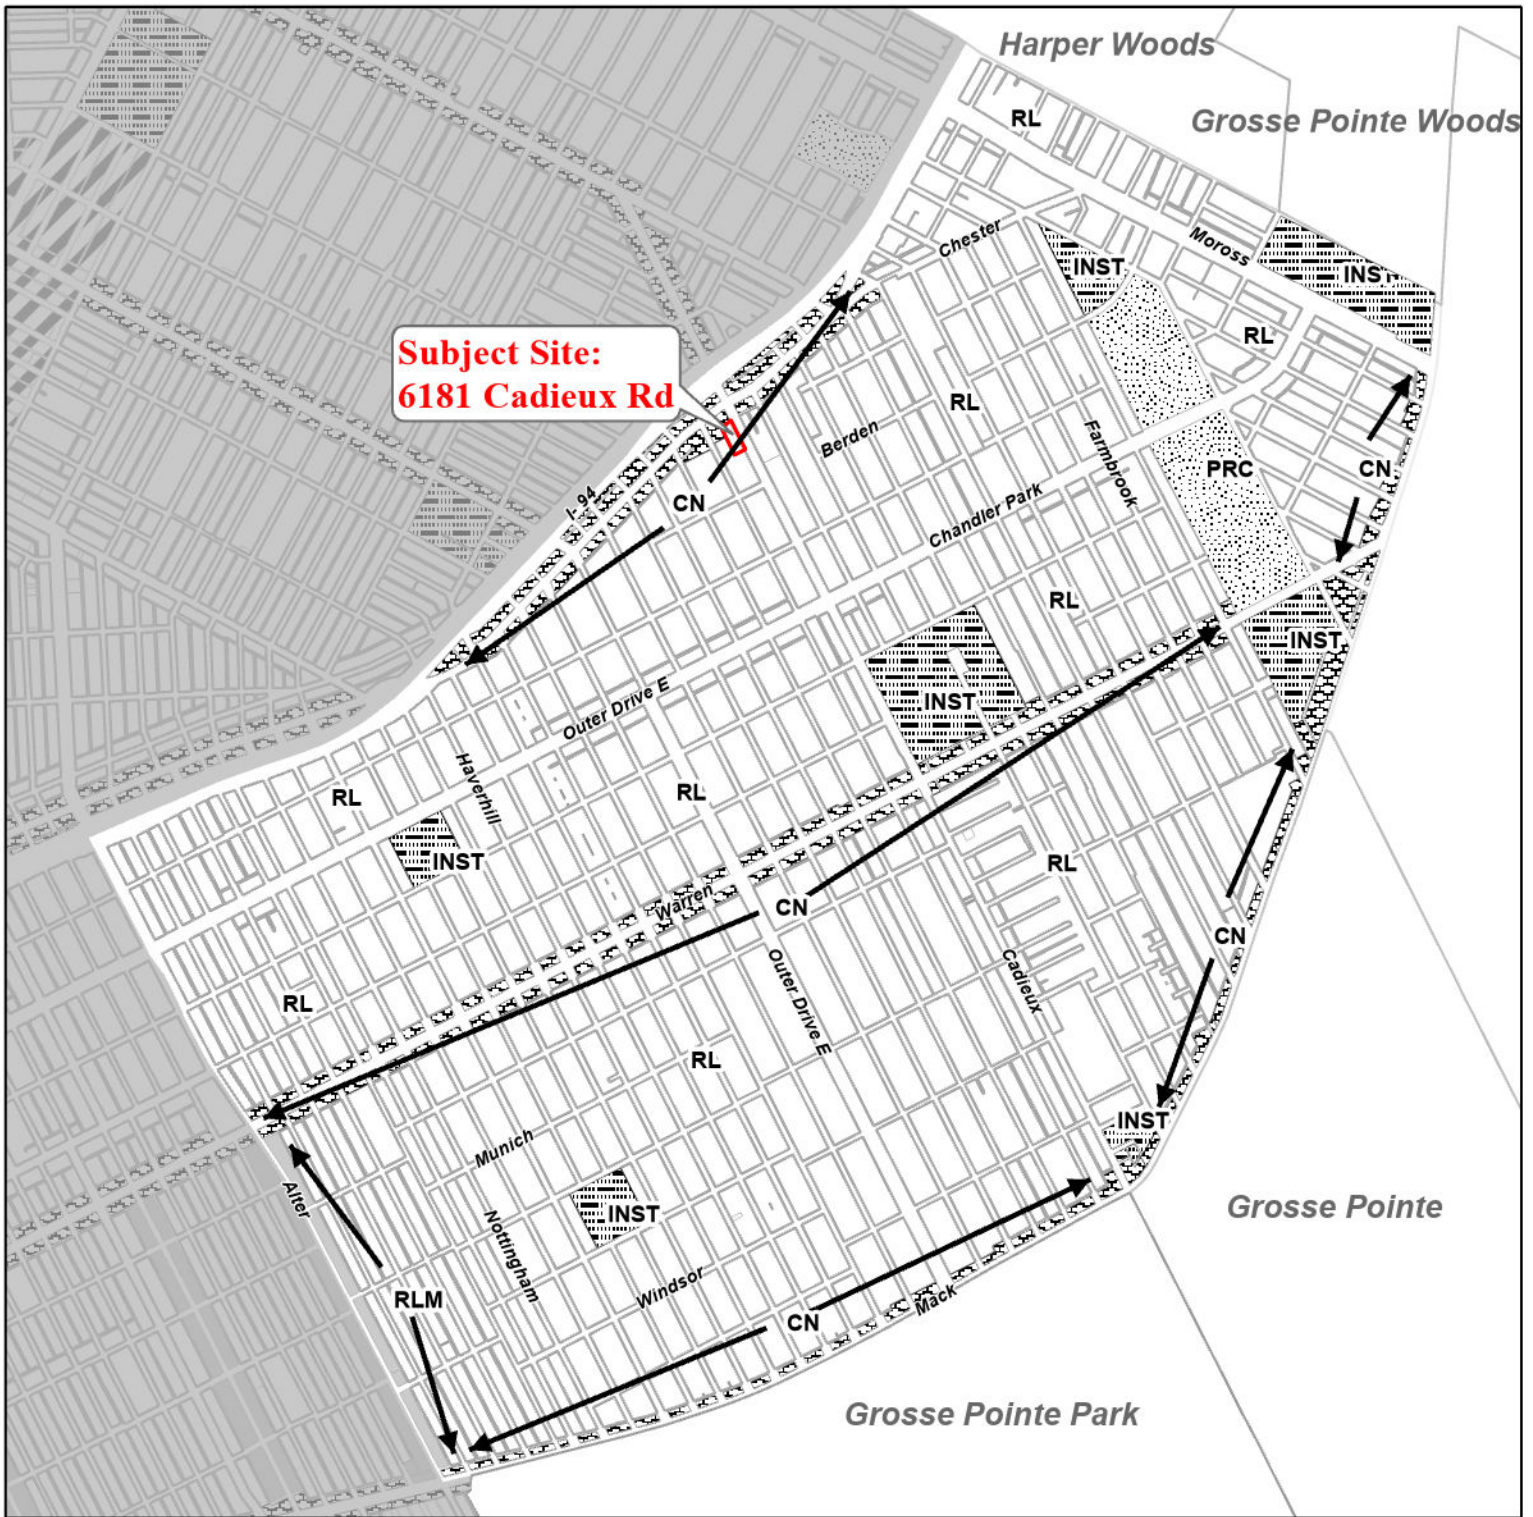 Harper Woods
Grosse Pointe Woods
RL
Moross
Chester
INST
INST
RL
Subject Site:
6181 Cadieux Rd
RL
Berden
Farmbrook
PRC
CN
I- 94
CN
Chandler Park
RL
INST
INST
Outer Drive E
Haverhill
RL
RL
INST
RL
Warren
CN
CN
Outer Drive E
Cadieux
RL
RL
INST
Munich
Alter
Nottingham
INST
Grosse Pointe
Windsor
RLM
Mack
CN
Grosse Pointe Park